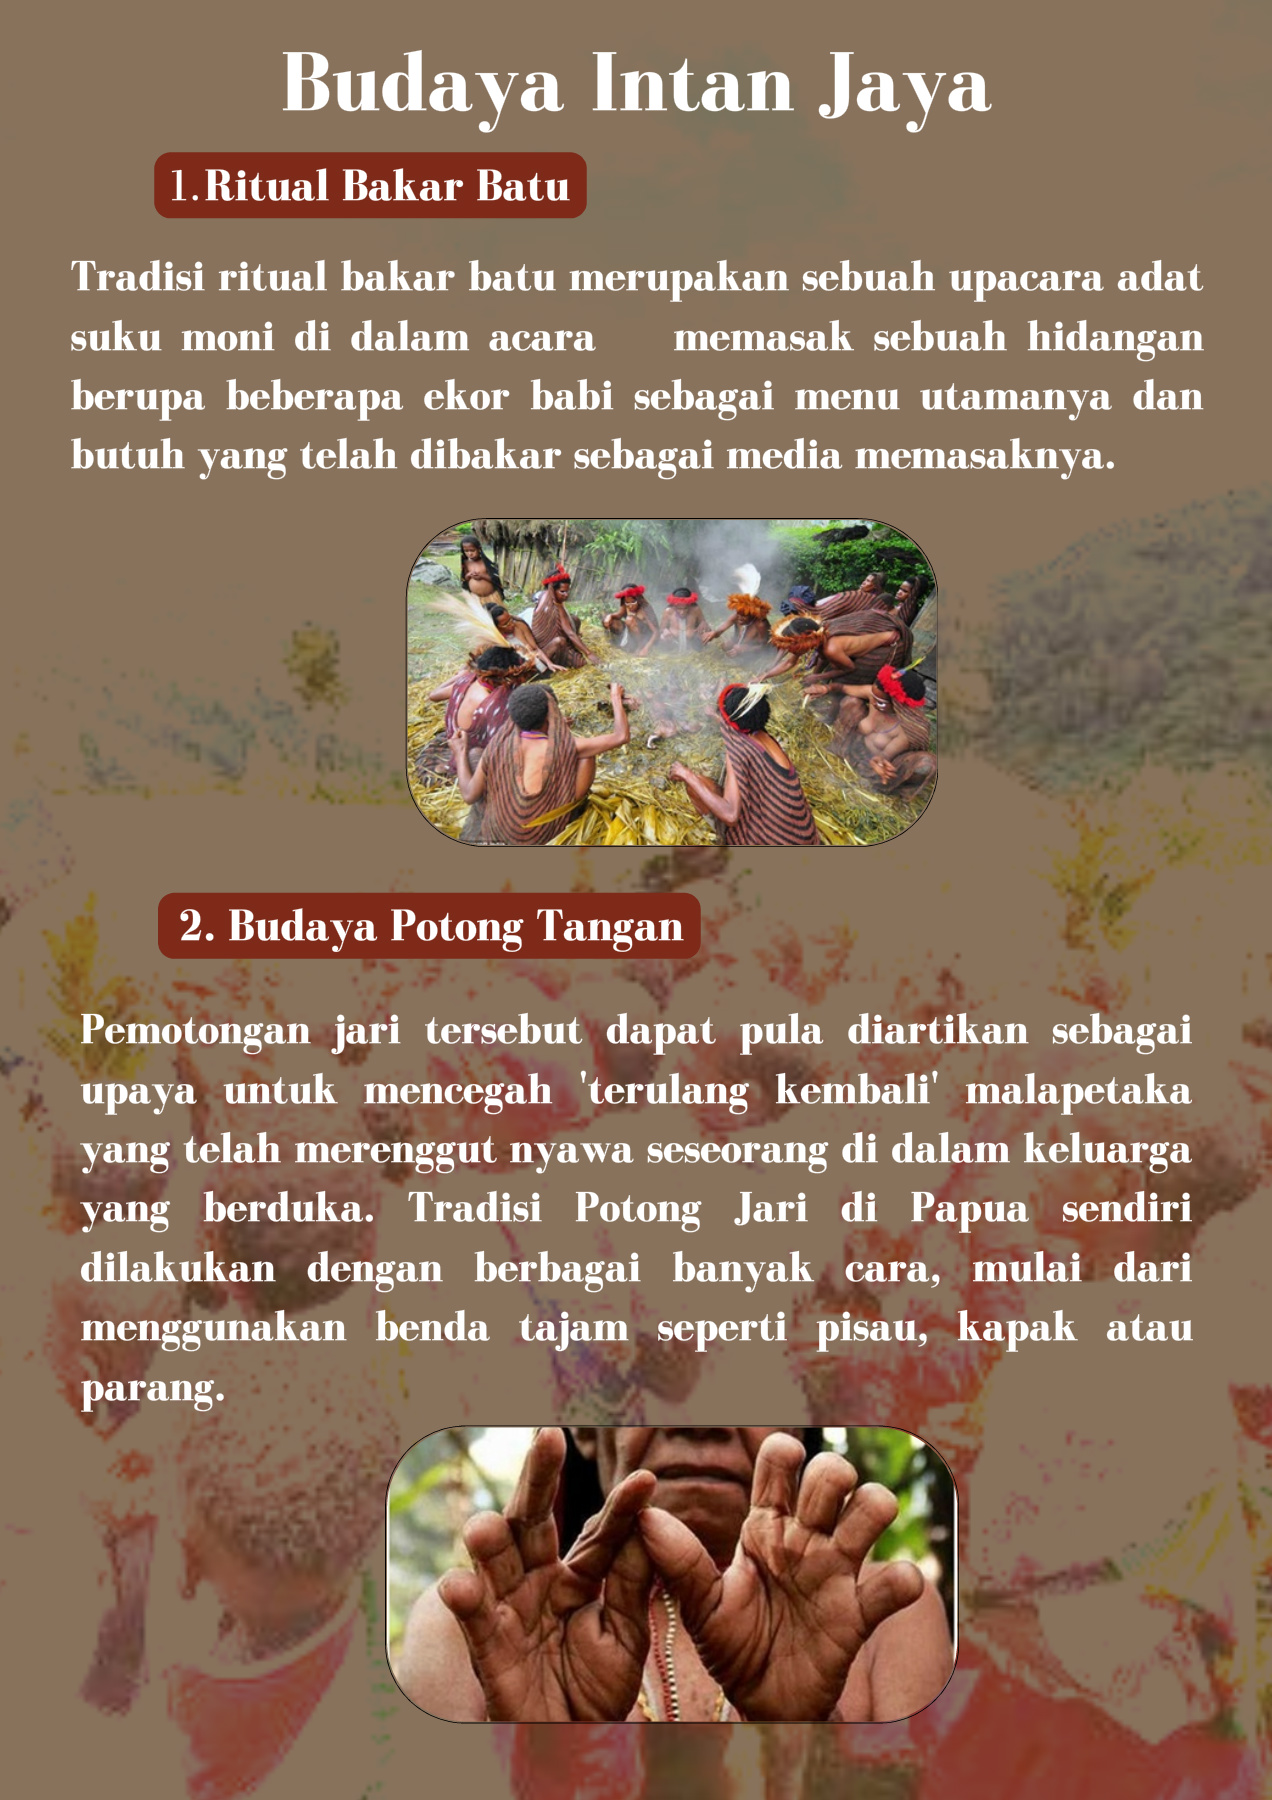 Budaya Intan Jaya
1.Ritual Bakar Batu
Tradisi ritual bakar batu merupakan sebuah upacara adat
suku moni di dalam acara memasak sebuah hidangan
berupa beberapa ekor babi sebagai menu utamanya dan
butuh yang telah dibakar sebagai media memasaknya.
2. Budaya Potong Tangan
Pemotongan jari tersebut dapat pula diartikan sebagai
upaya untuk mencegah 'terulang kembali' malapetaka
yang telah merenggut nyawa seseorang di dalam keluarga
yang berduka. Tradisi Potong Jari di Papua sendiri
dilakukan dengan berbagai banyak cara, mulai dari
menggunakan benda tajam seperti pisau, kapak atau
parang.